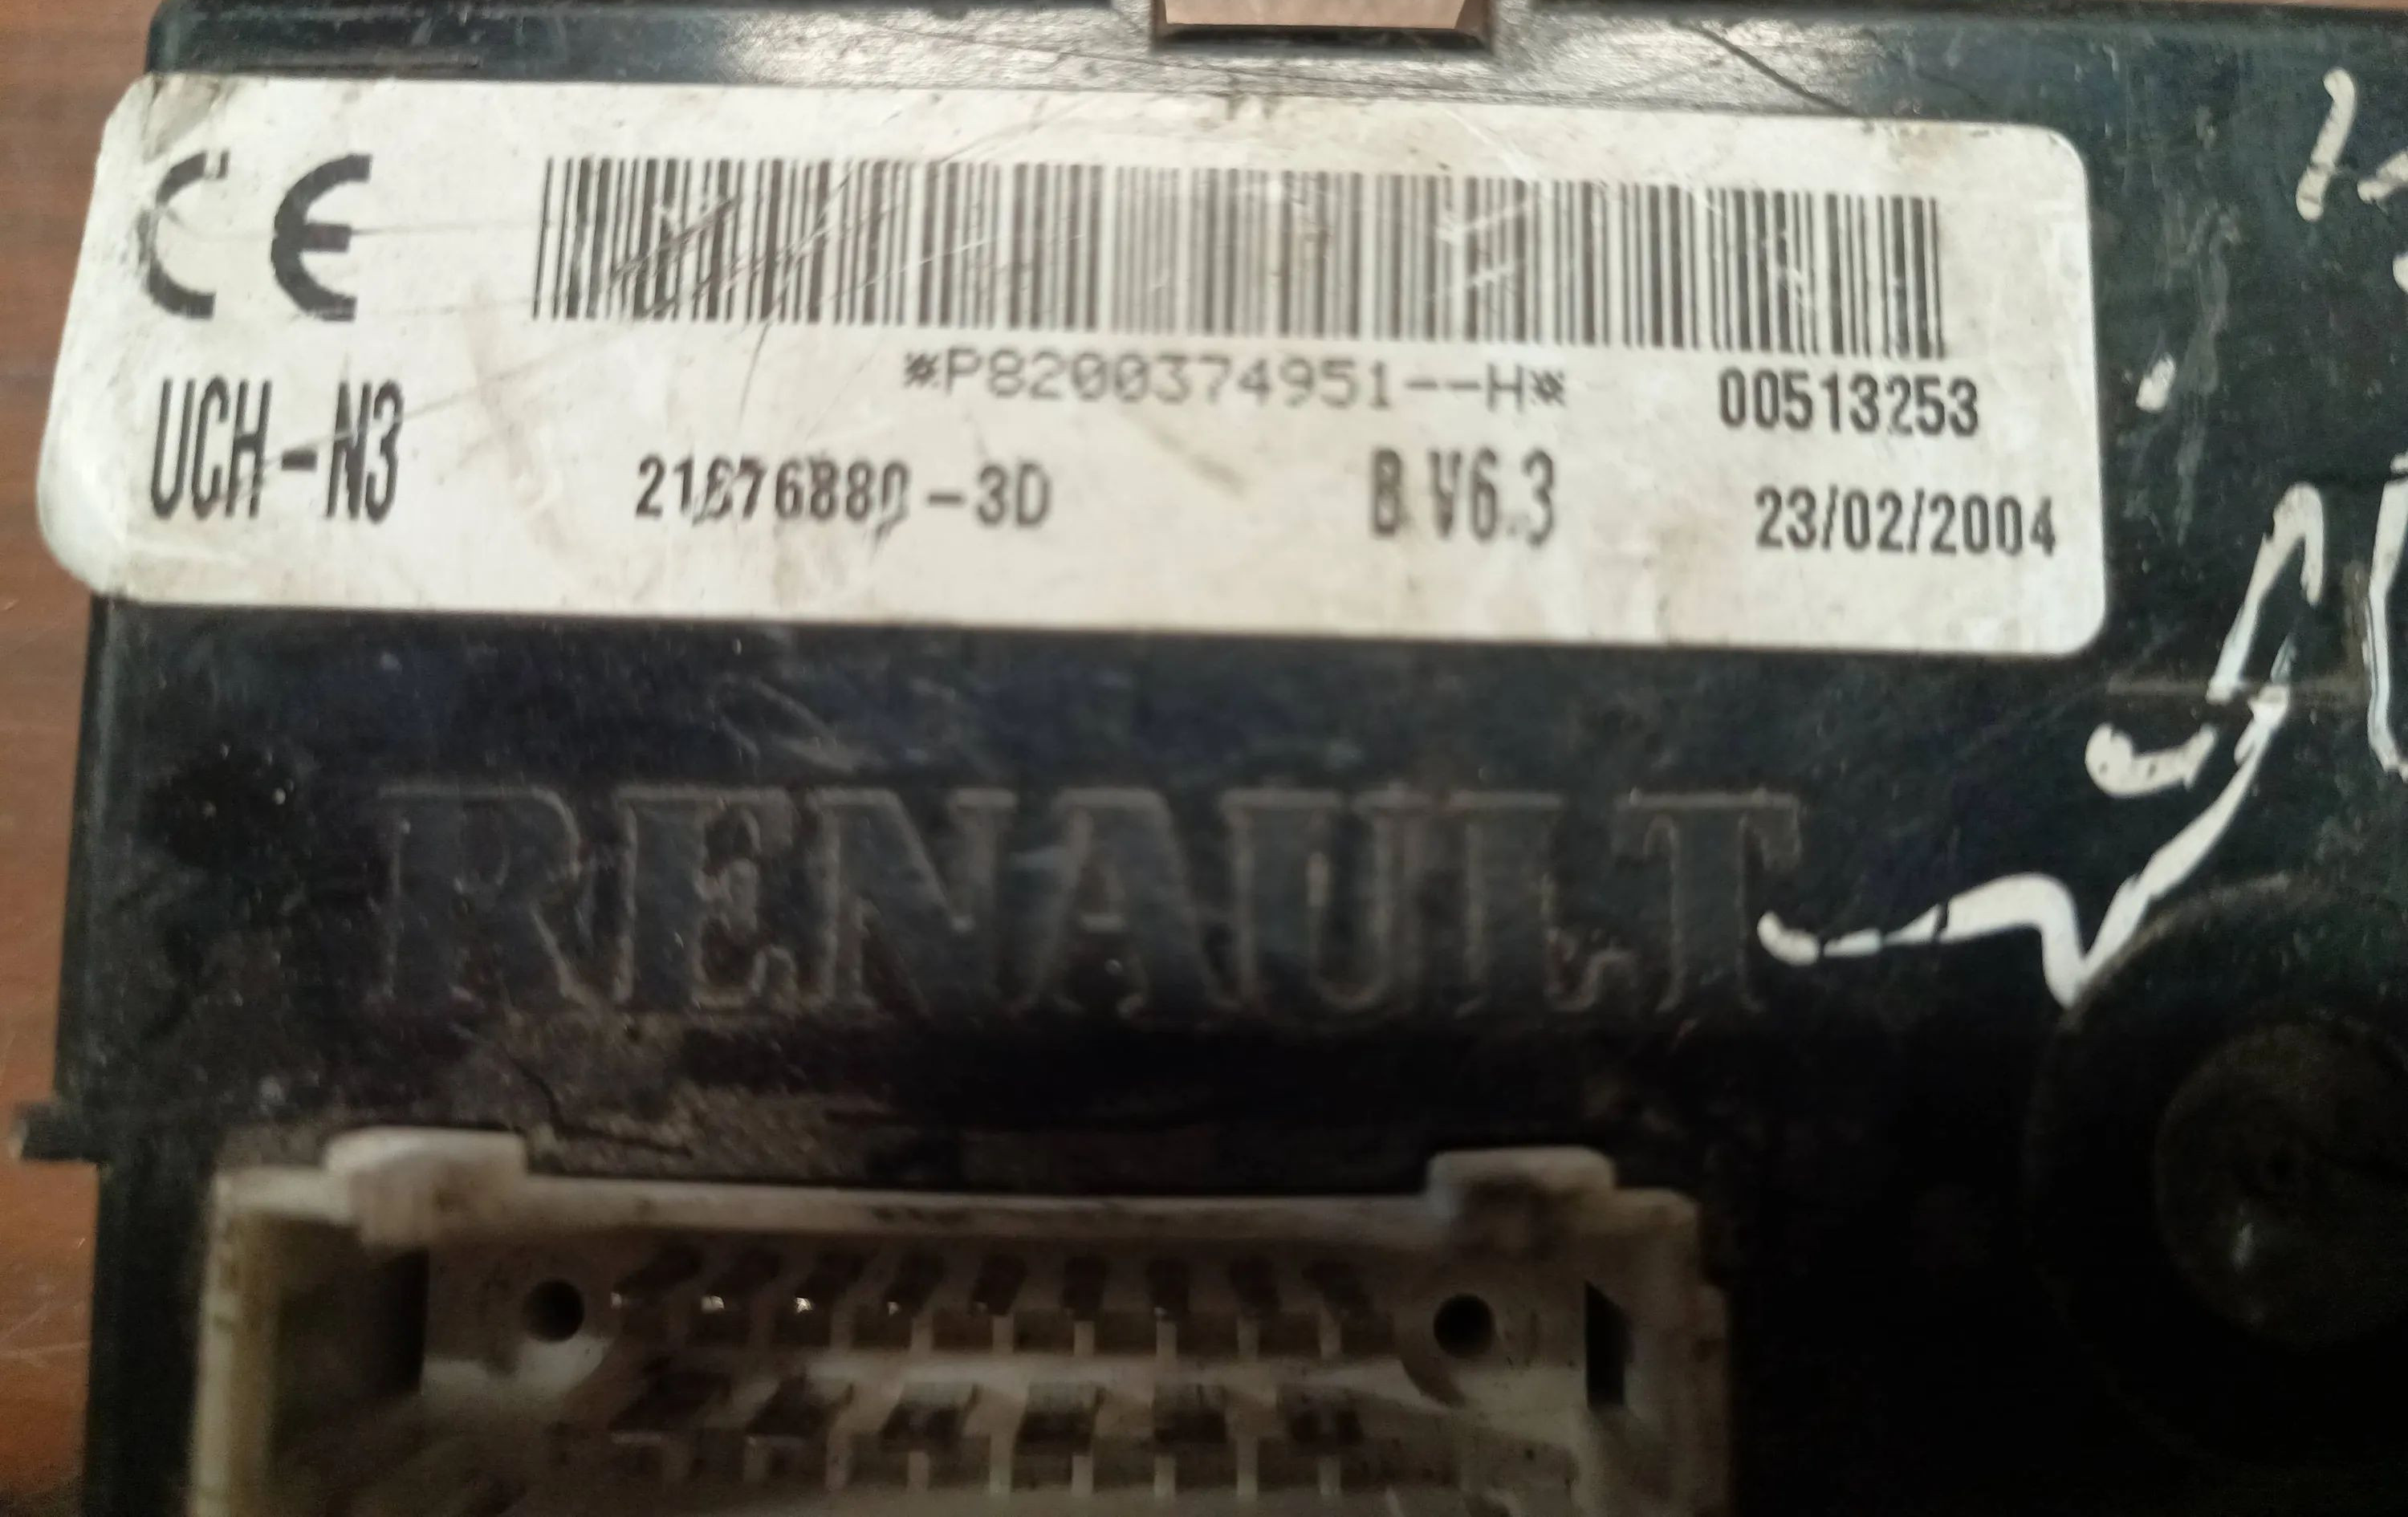 CE
*P8200374951--H*
00513253
UCH-N3
21676880-3D
B V6.3
23/02/2004
RENAULT